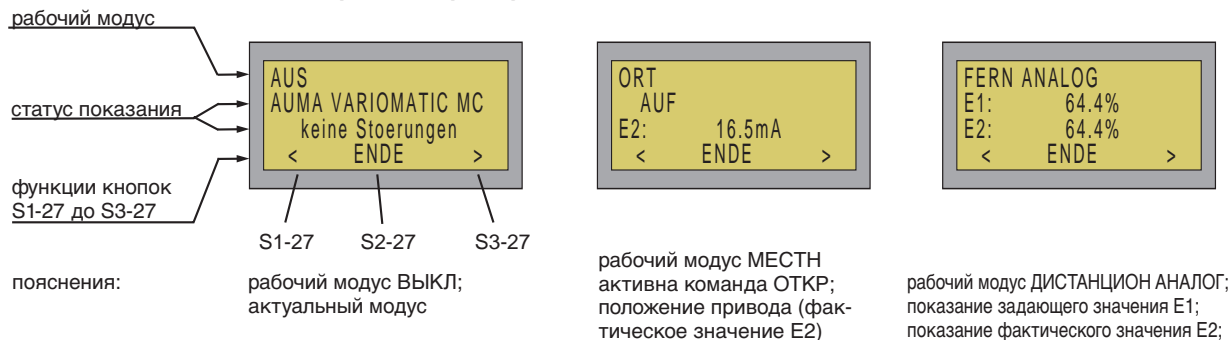 рабочий модус
статус показания
функции кнопок
S1-27 до S3-27
AUS
AUMA VARIOMATIC MC
keine Stoerungen
< ENDE >
S1-27 S2-27 S3-27
ORT
AUF
E2: 16.5mA
< ENDE >
FERN ANALOG
E1: 64.4%
E2: 64.4%
< ENDE >
пояснения:
рабочий модус ВЫКЛ;
актуальный модус
рабочий модус МЕСТН
активна команда ОТКР;
положение привода (фак-
тическое значение E2)
рабочий модус ДИСТАНЦИОН АНАЛОГ;
показание задающего значения E1;
показание фактического значения E2;